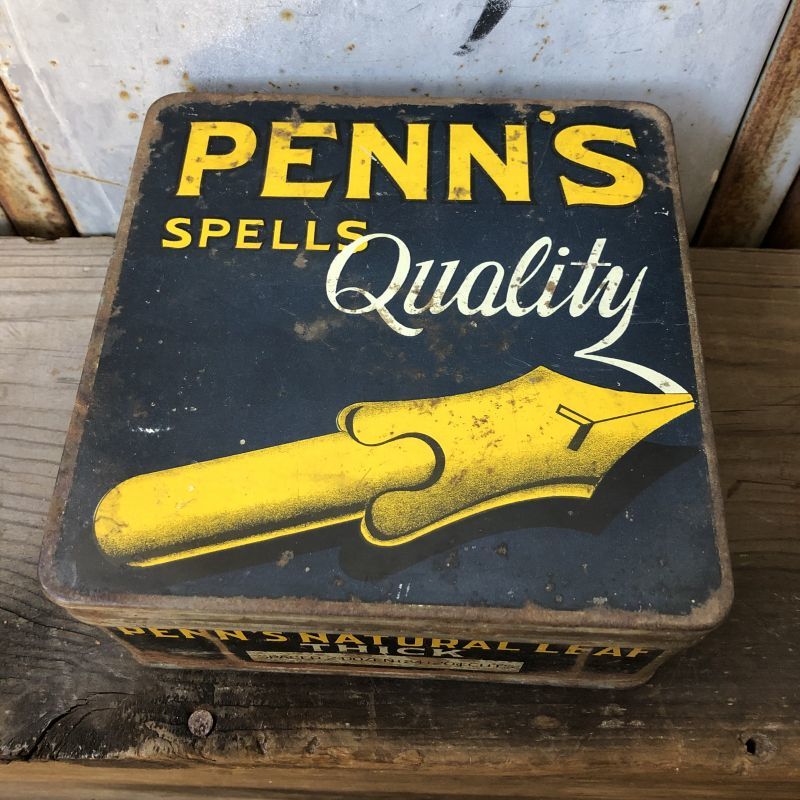 PENN'S
SPELLS
Quality
PENN'S NATURAL LEAF
THICK